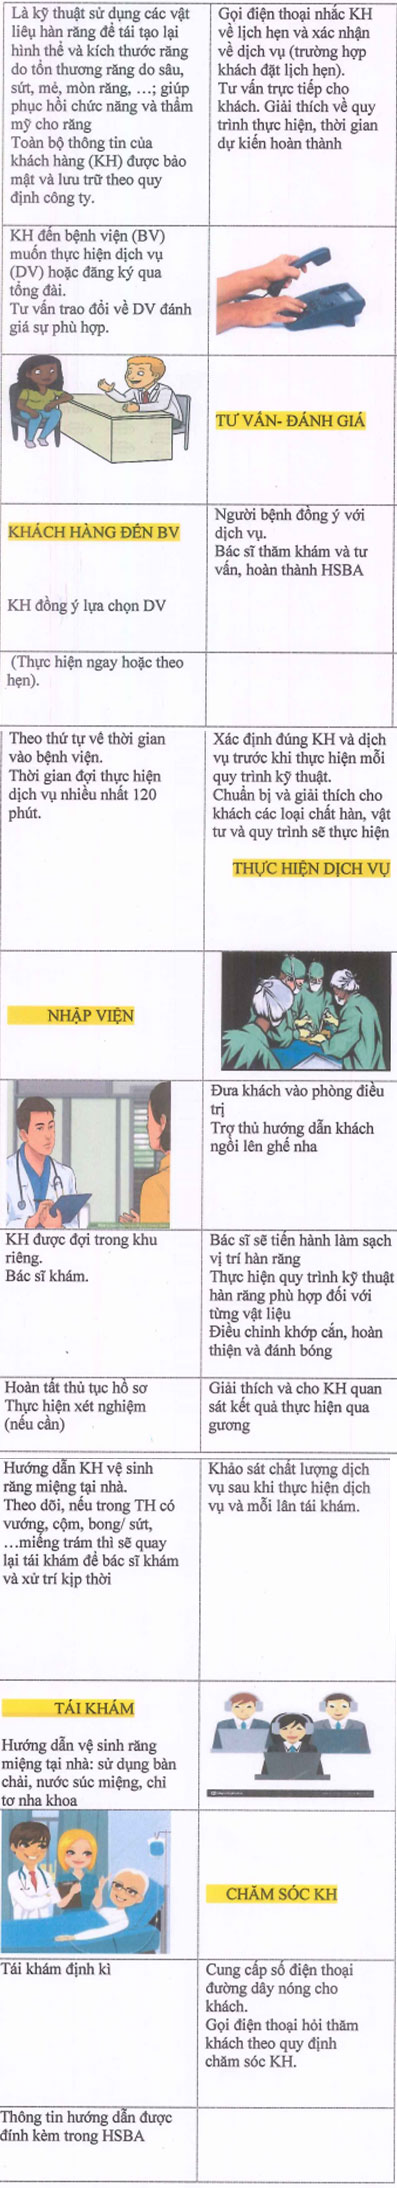 Là kỹ thuật sử dụng các vật
liệu hàn răng để tái tạo lại
hình thể và kích thước răng
do tổn thương răng do sâu,
sứt, mẻ, mòn răng, …; giúp
phục hồi chức năng và thẩm
mỹ cho răng
Toàn bộ thông tin của
khách hàng (KH) được bảo
mật và lưu trữ theo quy
định công ty.
Gọi điện thoại nhắc KH
về lịch hẹn và xác nhận
về dịch vụ (trường hợp
khách đặt lịch hẹn).
Tư vấn trực tiếp cho
khách. Giải thích về quy
trình thực hiện, thời gian
dự kiến hoàn thành
KH đến bệnh viện (BV)
muốn thực hiện dịch vụ
(DV) hoặc đăng ký qua
tổng đài.
Tư vấn trao đổi về DV đánh
giá sự phù hợp.
TƯ VẤN- ĐÁNH GIÁ
KHÁCH HÀNG ĐẾN BV
KH đồng ý lựa chọn DV
Người bệnh đồng ý với
dịch vụ.
Bác sĩ thăm khám và tư
vấn, hoàn thành HSBA
(Thực hiện ngay hoặc theo
hẹn).
Theo thứ tự về thời gian
vào bệnh viện.
Thời gian đợi thực hiện
dịch vụ nhiều nhất 120
phút.
Xác định đúng KH và dịch
vụ trước khi thực hiện mỗi
quy trình kỹ thuật.
Chuẩn bị và giải thích cho
khách các loại chất hàn, vật
tư và quy trình sẽ thực hiện
THỰC HIỆN DỊCH VỤ
NHẬP VIỆN
Đưa khách vào phòng điều
trị
Trợ thủ hướng dẫn khách
ngồi lên ghế nha
KH được đợi trong khu
riêng.
Bác sĩ khám.
Bác sĩ sẽ tiến hành làm sạch
vị trí hàn răng
Thực hiện quy trình kỹ thuật
hàn răng phù hợp đối với
từng vật liệu
Điều chỉnh khớp cắn, hoàn
thiện và đánh bóng
Hoàn tất thủ tục hồ sơ
Thực hiện xét nghiệm
(nếu cần)
Giải thích và cho KH quan
sát kết quả thực hiện qua
gương
Hướng dẫn KH vệ sinh
răng miệng tại nhà.
Theo dõi, nếu trong TH có
vướng, cộm, bong/ sứt,
…miếng trám thì sẽ quay
lại tái khám để bác sĩ khám
và xử trí kịp thời
Khảo sát chất lượng dịch
vụ sau khi thực hiện dịch
vụ và mỗi lần tái khám.
TÁI KHÁM
Hướng dẫn vệ sinh răng
miệng tại nhà: sử dụng bàn
chải, nước súc miệng, chỉ
tơ nha khoa
CHĂM SÓC KH
Tái khám định kì
Cung cấp số điện thoại
đường dây nóng cho
khách.
Gọi điện thoại hỏi thăm
khách theo quy định
chăm sóc KH.
Thông tin hướng dẫn được
đính kèm trong HSBA